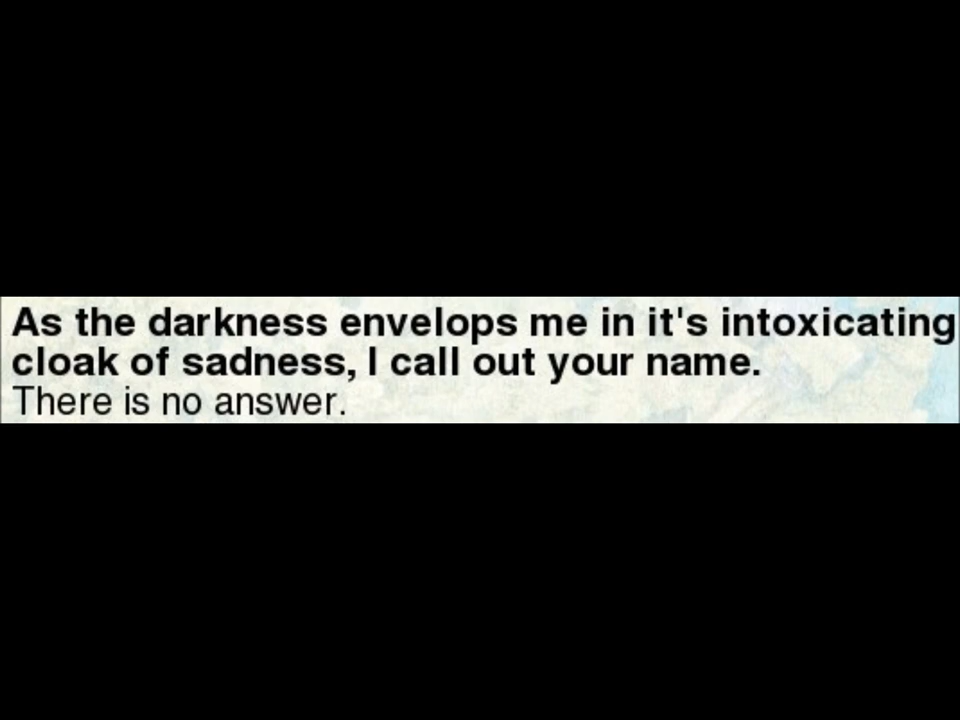 As the darkness envelops me in it's intoxicating
cloak of sadness, I call out your name.
There is no answer.